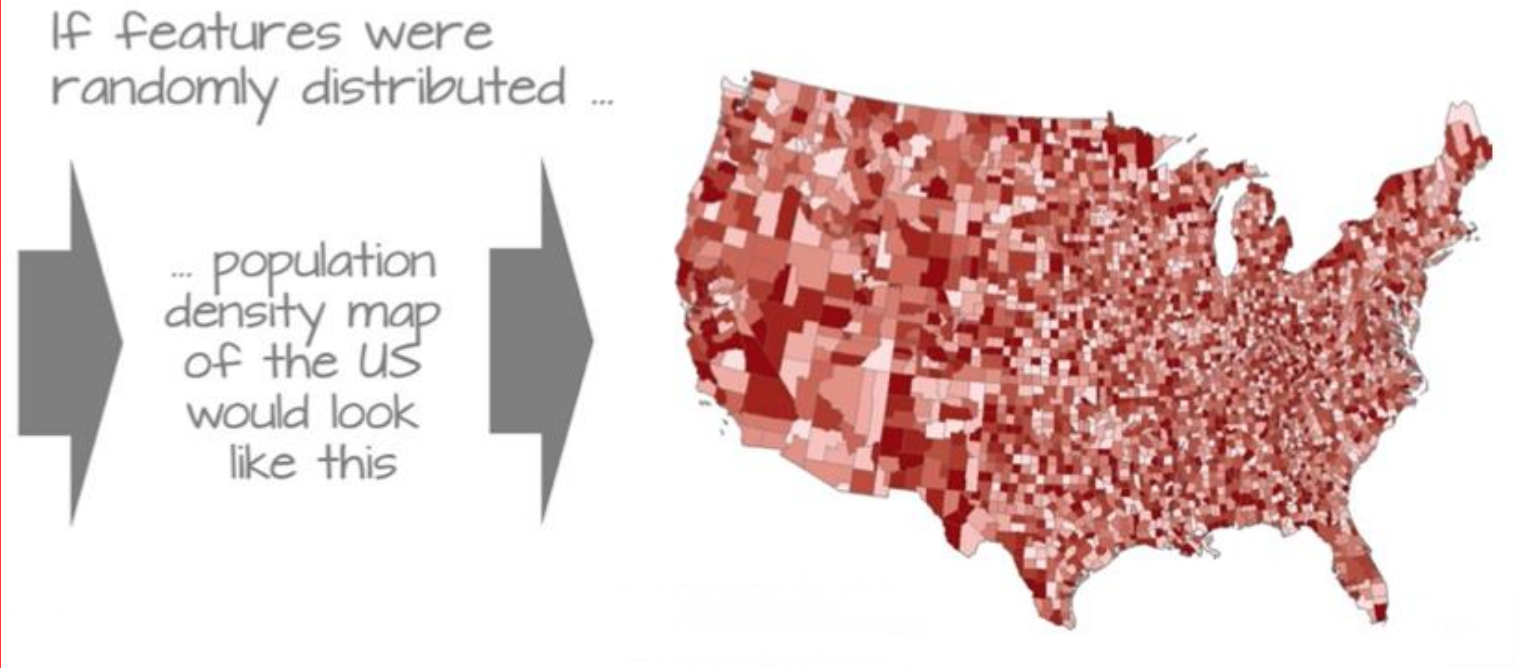 If features were
randomly distributed ...
... population
density map
of the US
would look
like this